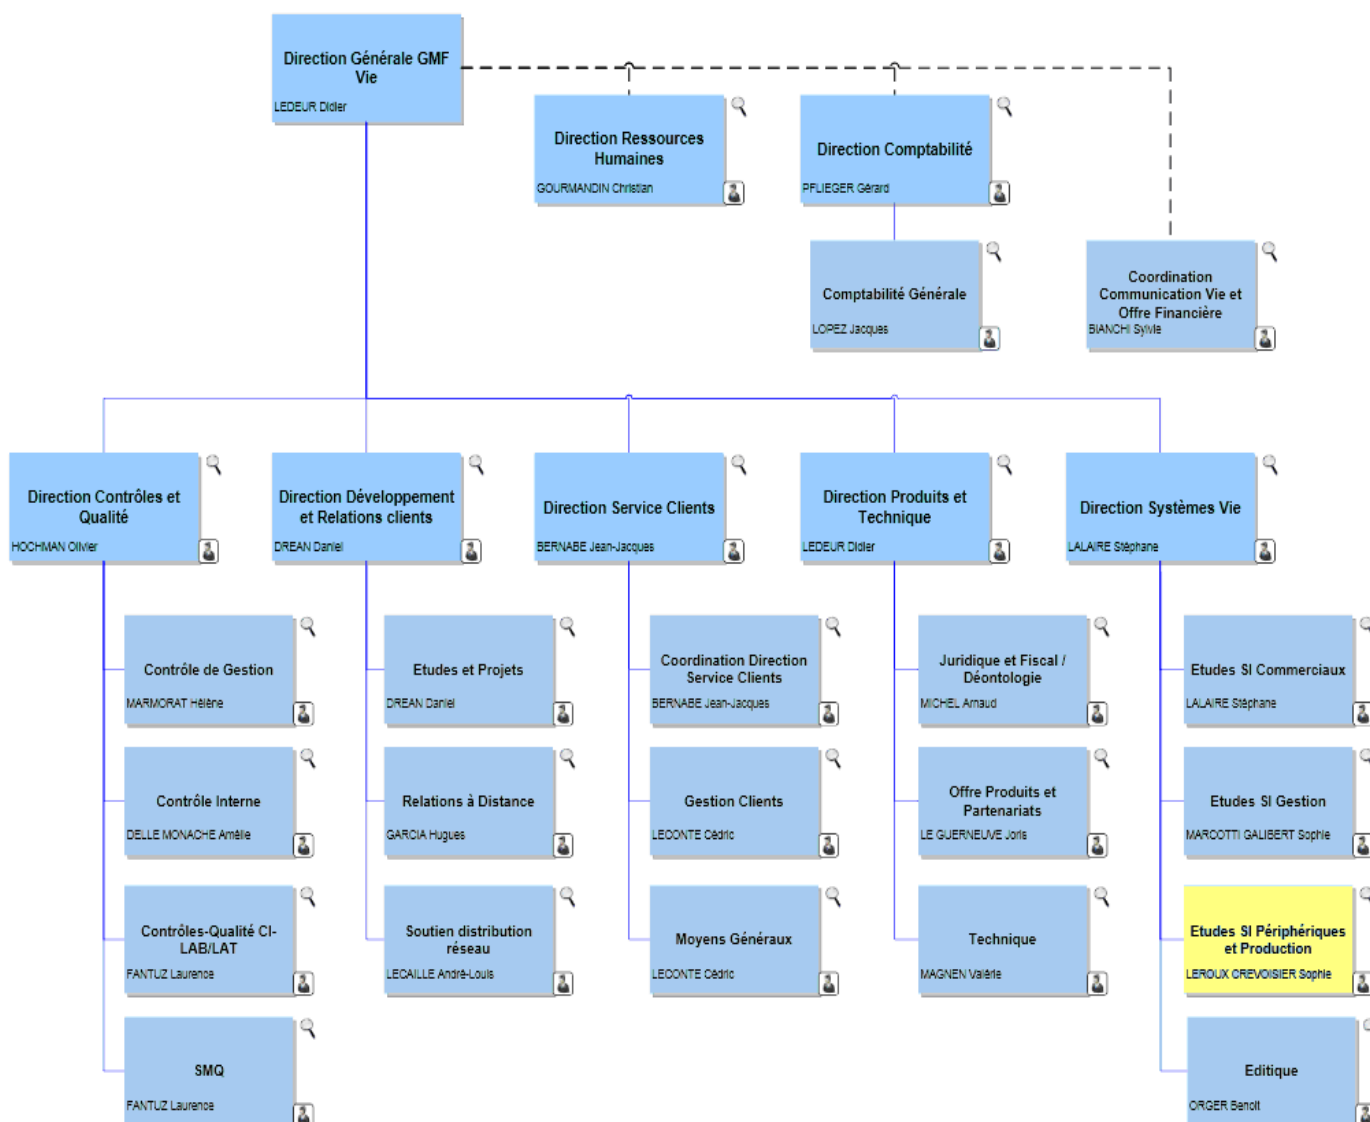 Direction Générale GMF
Vie
LEDEUR Didier
Direction Ressources
Humaines
GOURMANDIN Christian
Direction Comptabilité
PFLIEGER Gérard
Comptabilité Générale
LOPEZ Jacques
Coordination
Communication Vie et
Offre Financière
BIANCHI Sylvie
Direction Contrôles et
Qualité
HOCHMAN Olivier
Direction Développement
et Relations clients
DREAN Daniel
Direction Service Clients
BERNABE Jean-Jacques
Direction Produits et
Technique
LEDEUR Didier
Direction Systèmes Vie
LALAIRE Stéphane
Contrôle de Gestion
MARMORAT Hélène
Etudes et Projets
DREAN Daniel
Coordination Direction
Service Clients
BERNABE Jean-Jacques
Juridique et Fiscal /
Déontologie
MICHEL Arnaud
Etudes SI Commerciaux
LALAIRE Stéphane
Contrôle Interne
DELLE MONACHE Amélie
Relations à Distance
GARCIA Hugues
Gestion Clients
LECONTE Cédric
Offre Produits et
Partenariats
LE GUERNEUVE Joris
Etudes SI Gestion
MARCOTTI GALIBERT Sophie
Contrôles-Qualité CI-
LAB/LAT
FANTUZ Laurence
Soutien distribution
réseau
LECAILLE André-Louis
Moyens Généraux
LECONTE Cédric
Technique
MAGNEN Valérie
Etudes SI Périphériques
et Production
LEROUX CREVOISIER Sophie
SMQ
FANTUZ Laurence
Editique
ORGER Benoît